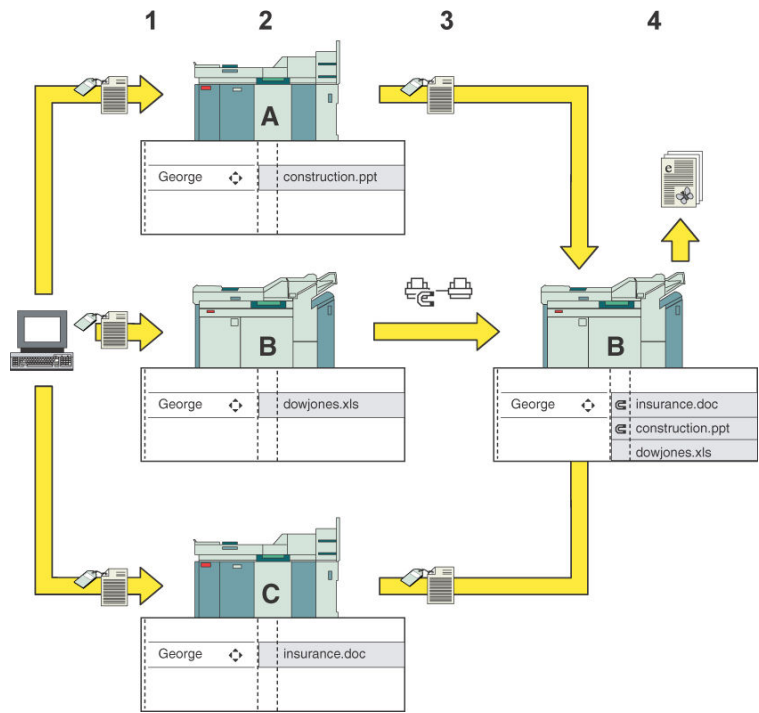 1 2 3 4
A
George construction.ppt
e
B
George dowjones.xls
B
George insurance.doc
construction.ppt
dowjones.xls
C
George insurance.doc